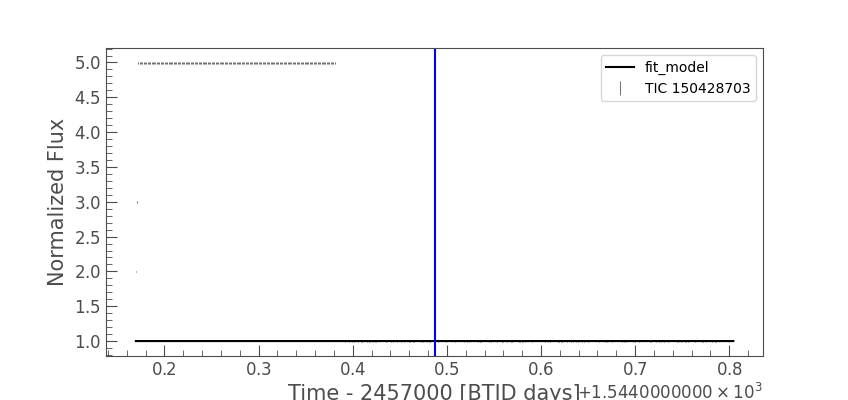 fit_model
TIC 150428703
Normalized Flux
5.0
4.5
4.0
3.5
3.0
2.5
2.0
1.5
1.0
0.2 0.3 0.4 0.5 0.6 0.7 0.8
Time - 2457000 [BTJD days]
+1.5440000000 × 10³